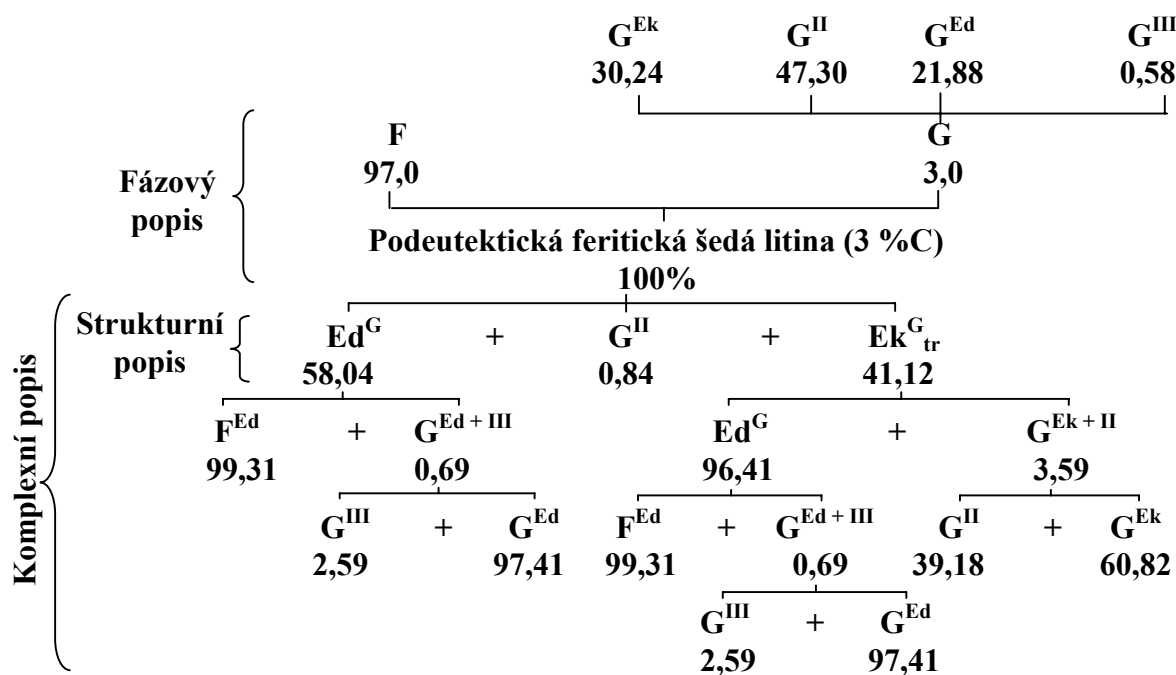 G^Ek G^II G^Ed G^III
30,24 47,30 21,88 0,58
F G
97,0 3,0
Fázový
popis
Podeutektická feritická šedá litina (3 %C)
100%
Komplexní popis
Strukturní
popis
Ed^G + G^II + Ek^G_tr
58,04 0,84 41,12
F^Ed + G^Ed + III Ed^G + G^Ek + II
99,31 0,69 96,41 3,59
G^III + G^Ed F^Ed + G^Ed + III G^II + G^Ek
2,59 97,41 99,31 0,69 39,18 60,82
G^III + G^Ed
2,59 97,41